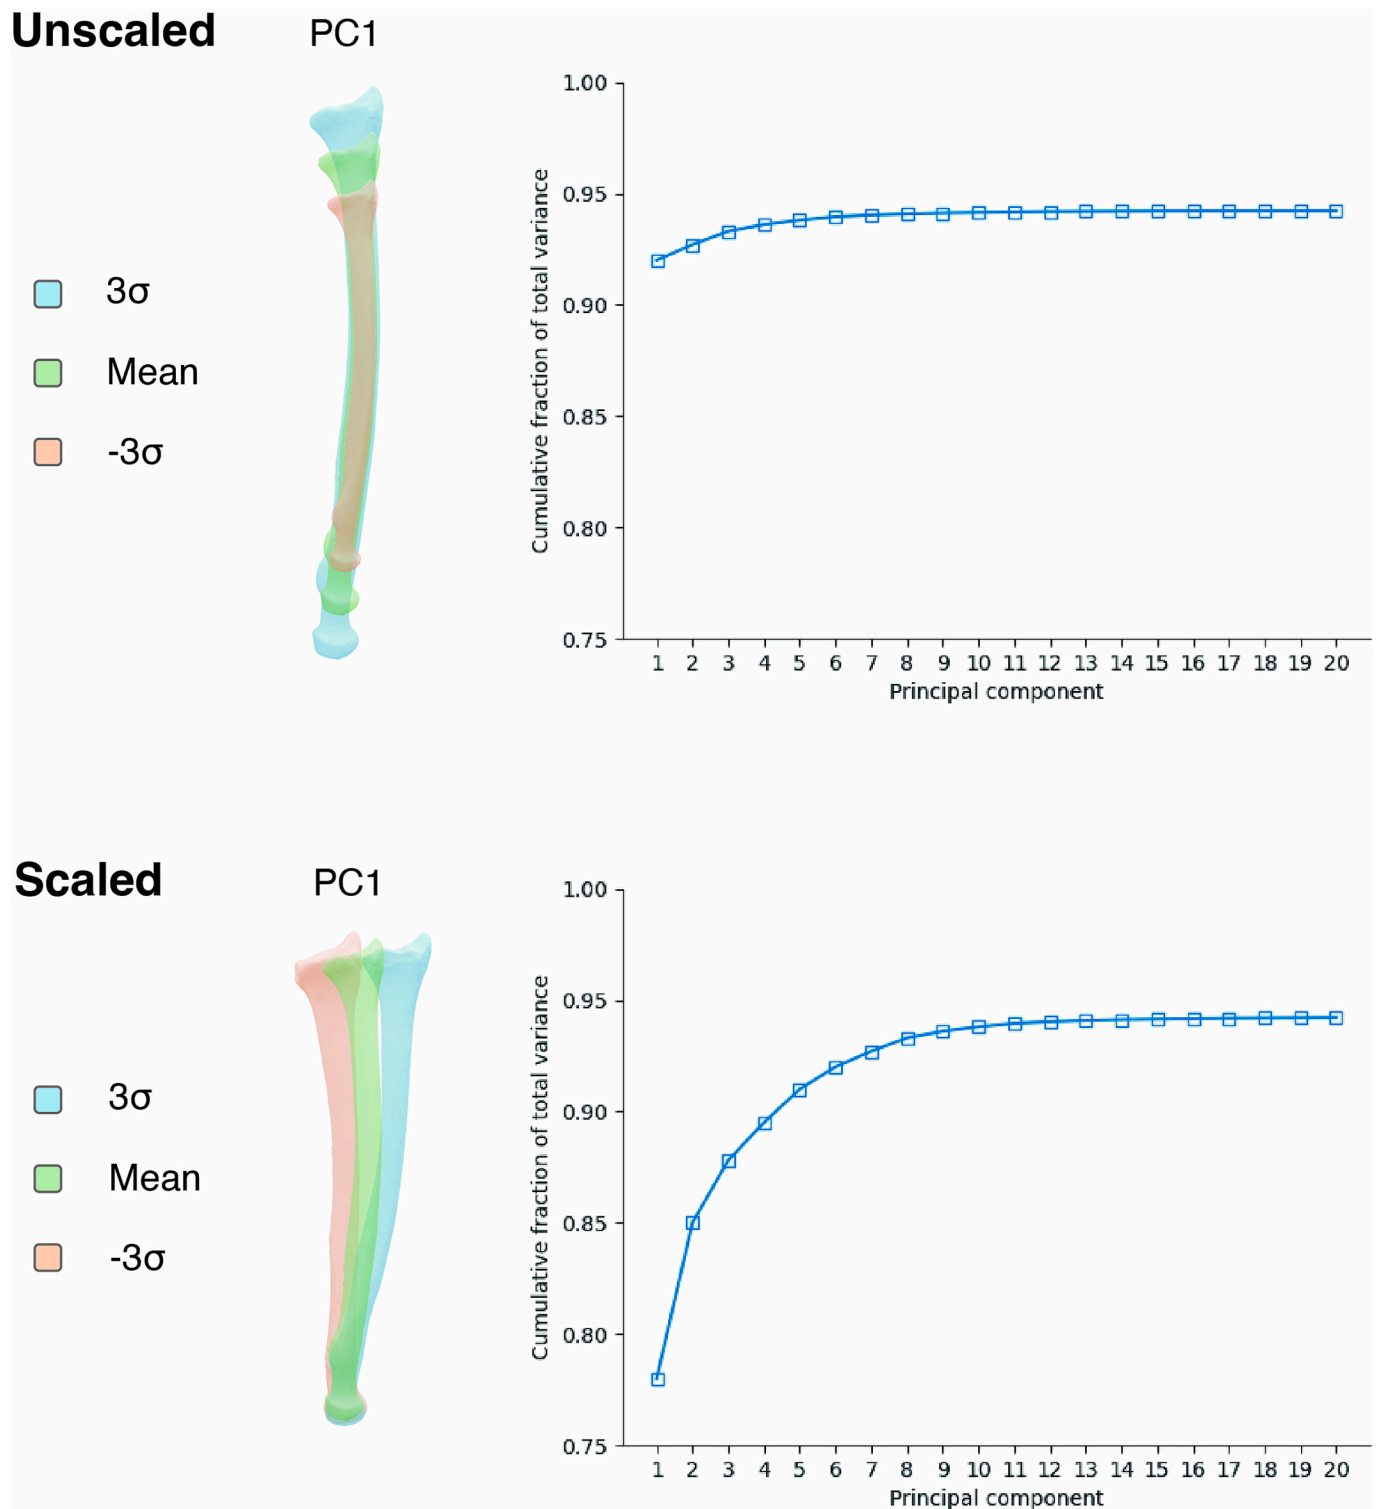 Unscaled
PC1
3σ
Mean
-3σ
Cumulative fraction of total variance
1.00
0.95
0.90
0.85
0.80
0.75
1 2 3 4 5 6 7 8 9 10 11 12 13 14 15 16 17 18 19 20
Principal component
Scaled
PC1
3σ
Mean
-3σ
Cumulative fraction of total variance
1.00
0.95
0.90
0.85
0.80
0.75
1 2 3 4 5 6 7 8 9 10 11 12 13 14 15 16 17 18 19 20
Principal component